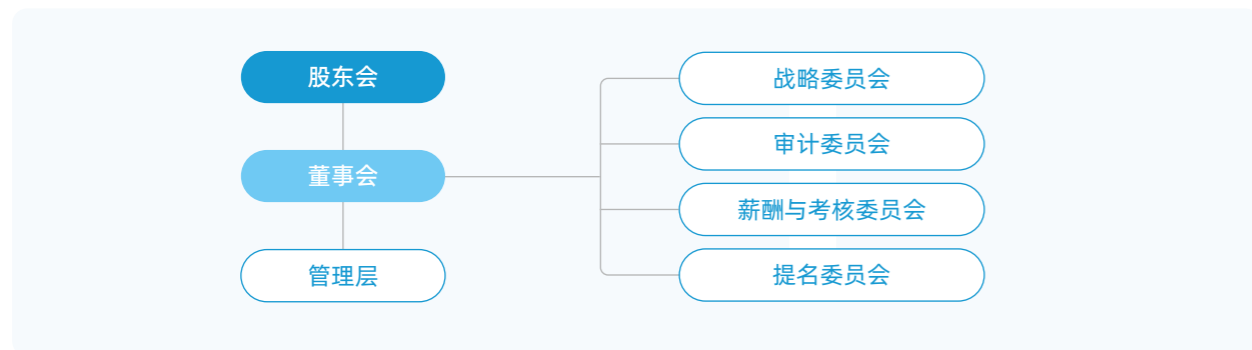 股东会
董事会
管理层
战略委员会
审计委员会
薪酬与考核委员会
提名委员会